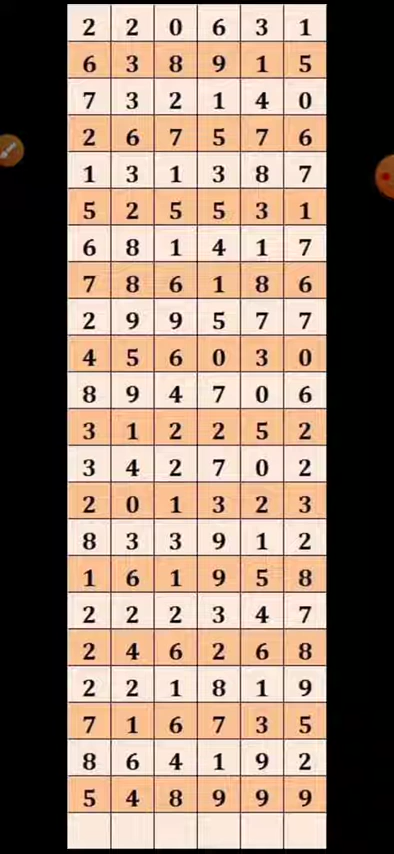 2 2 0 6 3 1
6 3 8 9 1 5
7 3 2 1 4 0
2 6 7 5 7 6
1 3 1 3 8 7
5 2 5 5 3 1
6 8 1 4 1 7
7 8 6 1 8 6
2 9 9 5 7 7
4 5 6 0 3 0
8 9 4 7 0 6
3 1 2 2 5 2
3 4 2 7 0 2
2 0 1 3 2 3
8 3 3 9 1 2
1 6 1 9 5 8
2 2 2 3 4 7
2 4 6 2 6 8
2 2 1 8 1 9
7 1 6 7 3 5
8 6 4 1 9 2
5 4 8 9 9 9